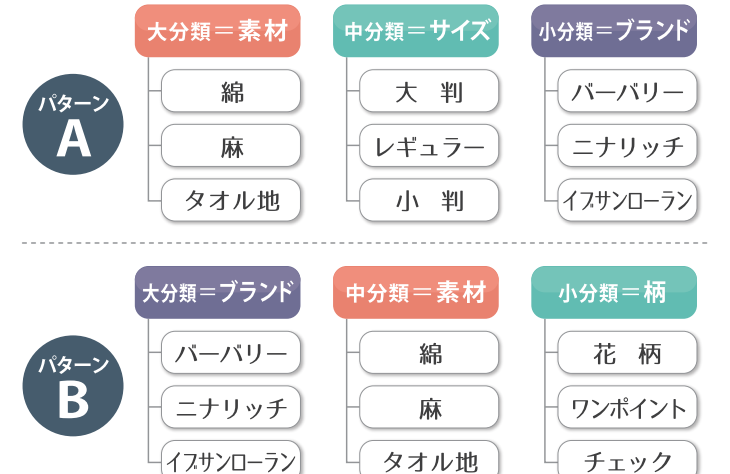 大分類＝素材
中分類＝サイズ
小分類＝ブランド
パターン
A
綿
大　判
バーバリー
麻
レギュラー
ニナリッチ
タオル地
小　判
イブサンローラン
大分類＝ブランド
中分類＝素材
小分類＝柄
パターン
B
バーバリー
綿
花　柄
ニナリッチ
麻
ワンポイント
イブサンローラン
タオル地
チェック